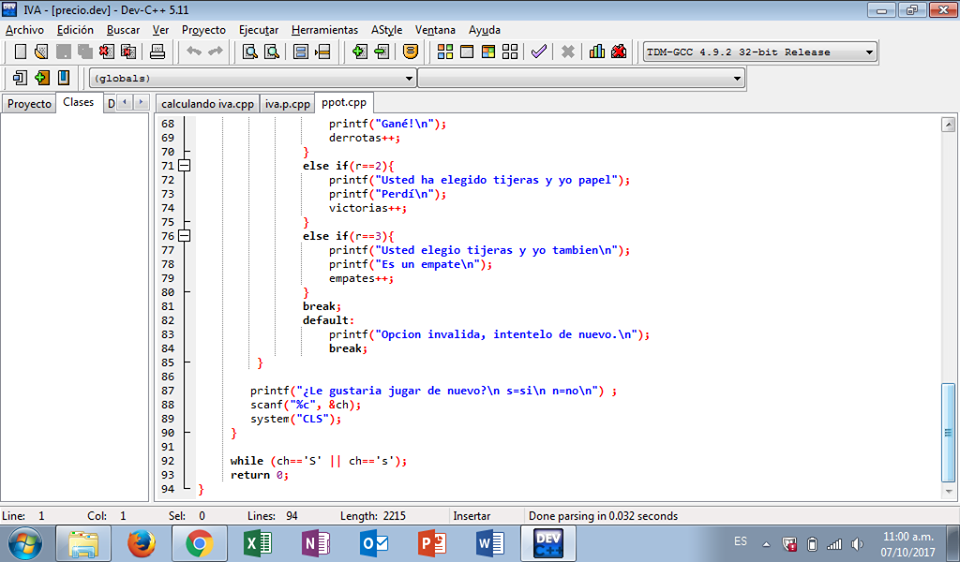 IVA - [precio.dev] - Dev-C++ 5.11
Archivo Edición Buscar Ver Proyecto Ejecutar Herramientas AStyle Ventana Ayuda
TDM-GCC 4.9.2 32-bit Release
(globals)
Proyecto Clases D calculando iva.cpp iva.p.cpp ppot.cpp
68 printf("Gané!\n");
69 derrotas++;
70 }
71 else if(r==2){
72 printf("Usted ha elegido tijeras y yo papel");
73 printf("Perdí\n");
74 victorias++;
75 }
76 else if(r==3){
77 printf("Usted elegio tijeras y yo tambien\n");
78 printf("Es un empate\n");
79 empates++;
80 }
81 break;
82 default:
83 printf("Opcion invalida, intentelo de nuevo.\n");
84 break;
85 }
86
87 printf("¿Le gustaria jugar de nuevo?\n s=si\n n=no\n") ;
88 scanf("%c", &ch);
89 system("CLS");
90 }
91
92 while (ch=='S' || ch=='s');
93 return 0;
94 }
Line: 1 Col: 1 Sel: 0 Lines: 94 Length: 2215 Insertar Done parsing in 0.032 seconds
DEV C++
ES
11:00 a.m.
07/10/2017